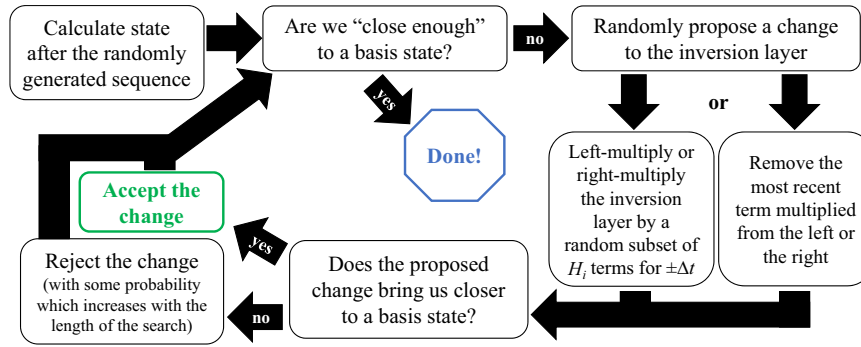 Calculate state
after the randomly
generated sequence
Are we “close enough”
to a basis state?
no
Randomly propose a change
to the inversion layer
yes
Done!
or
Left-multiply or
right-multiply
the inversion
layer by a
random subset of
H_i terms for ±Δt
Remove the
most recent
term multiplied
from the left or
the right
Does the proposed
change bring us closer
to a basis state?
yes
Accept the
change
no
Reject the change
(with some probability
which increases with the
length of the search)